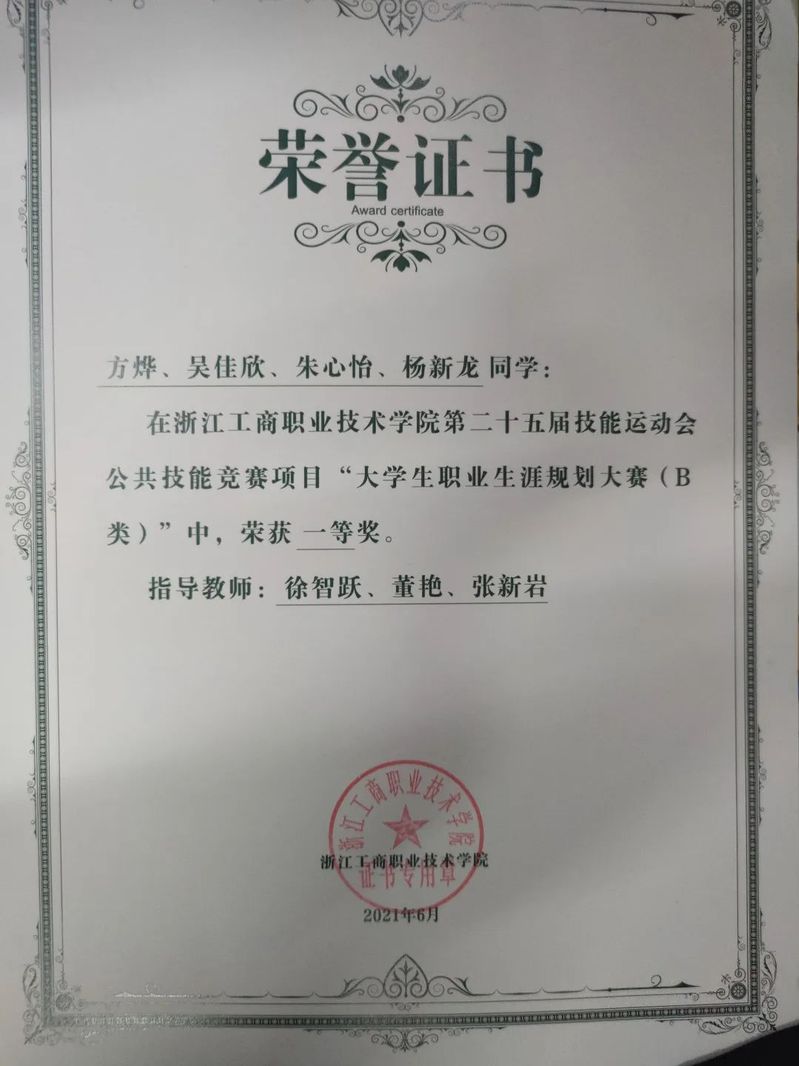 荣誉证书
Award certificate
方烨、吴佳欣、朱心怡、杨新龙同学：
在浙江工商职业技术学院第二十五届技能运动会
公共技能竞赛项目“大学生职业生涯规划大赛（B
类）”中，荣获一等奖。
指导教师：徐智跃、董艳、张新岩
浙江工商职业技术学院
浙江工商职业技术学院
证书专用章
2021年6月